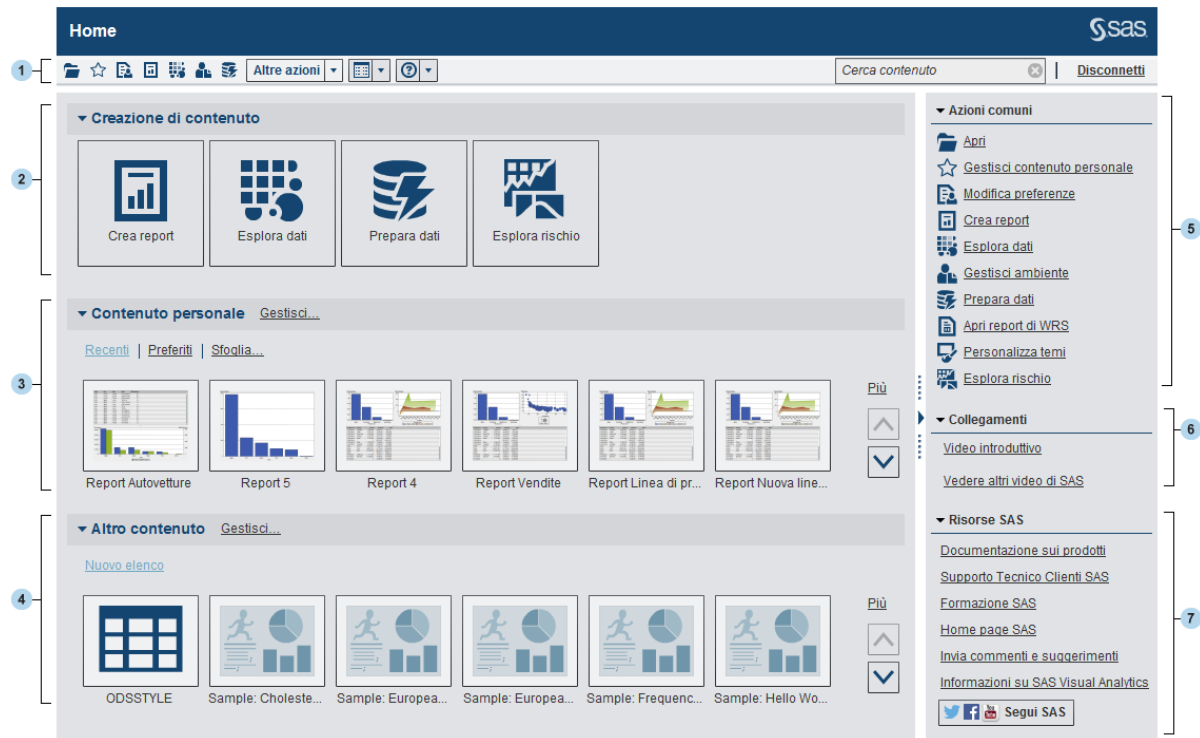 Home
sas
1
Altre azioni
Cerca contenuto
Disconnetti
2
Creazione di contenuto
Crea report
Esplora dati
Prepara dati
Esplora rischio
3
Contenuto personale Gestisci...
Recenti | Preferiti | Sfoglia...
Report Autovetture
Report 5
Report 4
Report Vendite
Report Linea di pr...
Report Nuova line...
Più
4
Altro contenuto Gestisci...
Nuovo elenco
ODSSTYLE
Sample: Choleste...
Sample: Europea...
Sample: Europea...
Sample: Frequenc...
Sample: Hello Wo...
Più
5
Azioni comuni
Apri
Gestisci contenuto personale
Modifica preferenze
Crea report
Esplora dati
Gestisci ambiente
Prepara dati
Apri report di WRS
Personalizza temi
Esplora rischio
6
Collegamenti
Video introduttivo
Vedere altri video di SAS
7
Risorse SAS
Documentazione sui prodotti
Supporto Tecnico Clienti SAS
Formazione SAS
Home page SAS
Invia commenti e suggerimenti
Informazioni su SAS Visual Analytics
Segui SAS